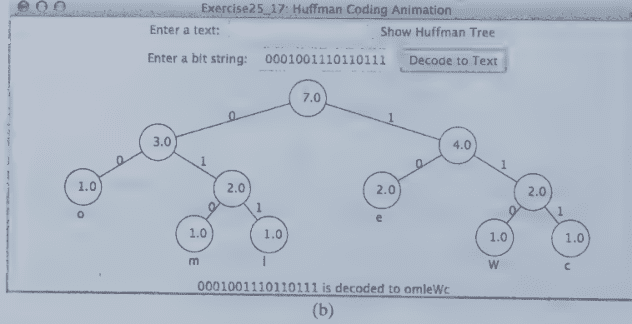 Exercise25_17: Huffman Coding Animation
Enter a text: Show Huffman Tree
Enter a bit string: 0001001110110111 Decode to Text
7.0
0 1
3.0 4.0
0 1 0 1
1.0 2.0 2.0 2.0
o 0 1 e 0 1
1.0 1.0 1.0 1.0
m l W c
0001001110110111 is decoded to omleWc
(b)